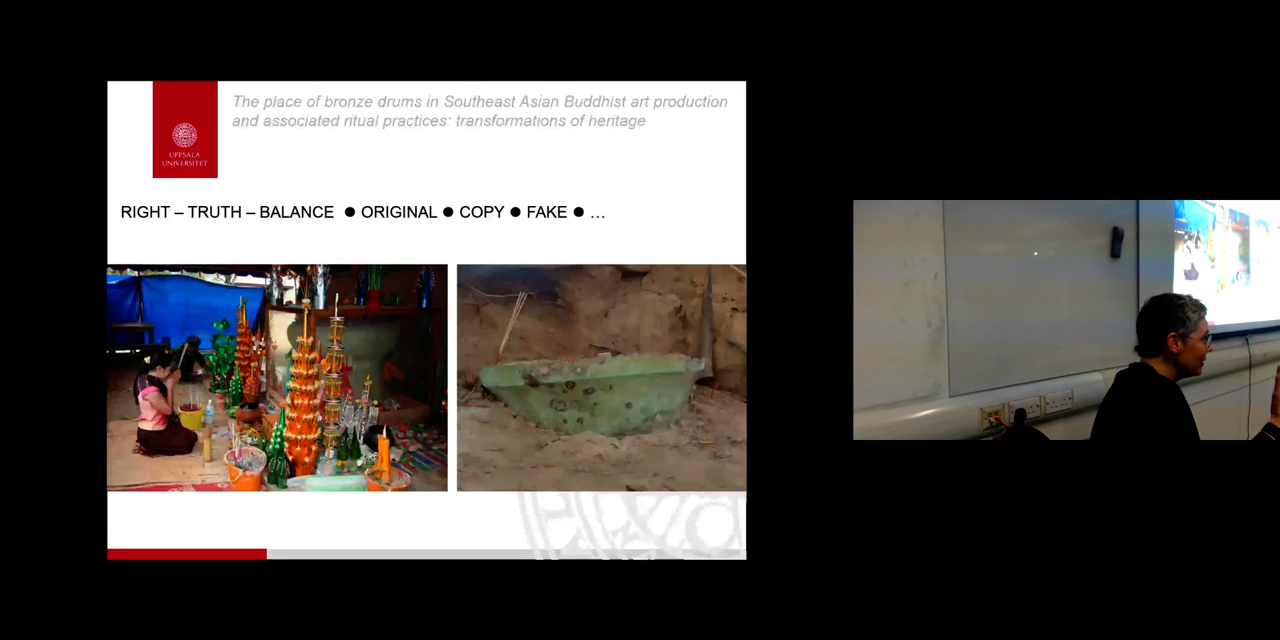 The place of bronze drums in Southeast Asian Buddhist art production
and associated ritual practices: transformations of heritage
UPPSALA
UNIVERSITET
RIGHT – TRUTH – BALANCE ● ORIGINAL ● COPY ● FAKE ● …